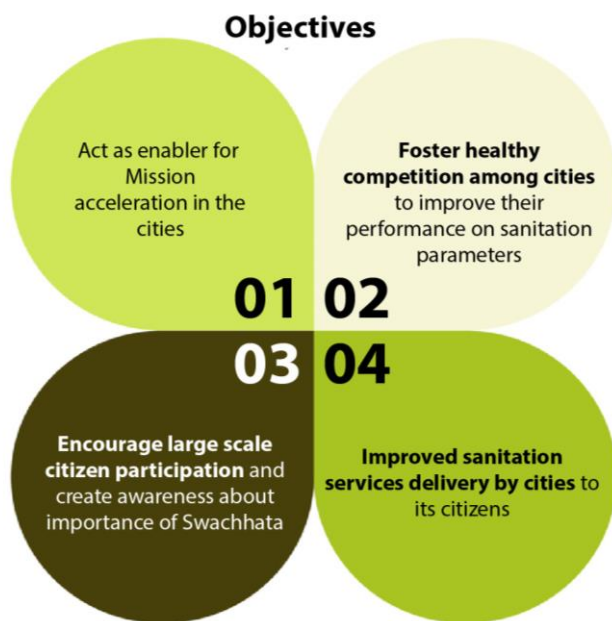 Objectives
Act as enabler for
Mission
acceleration in the
cities
01
Foster healthy
competition among cities
to improve their
performance on sanitation
parameters
02
03
Encourage large scale
citizen participation and
create awareness about
importance of Swachhata
04
Improved sanitation
services delivery by cities to
its citizens